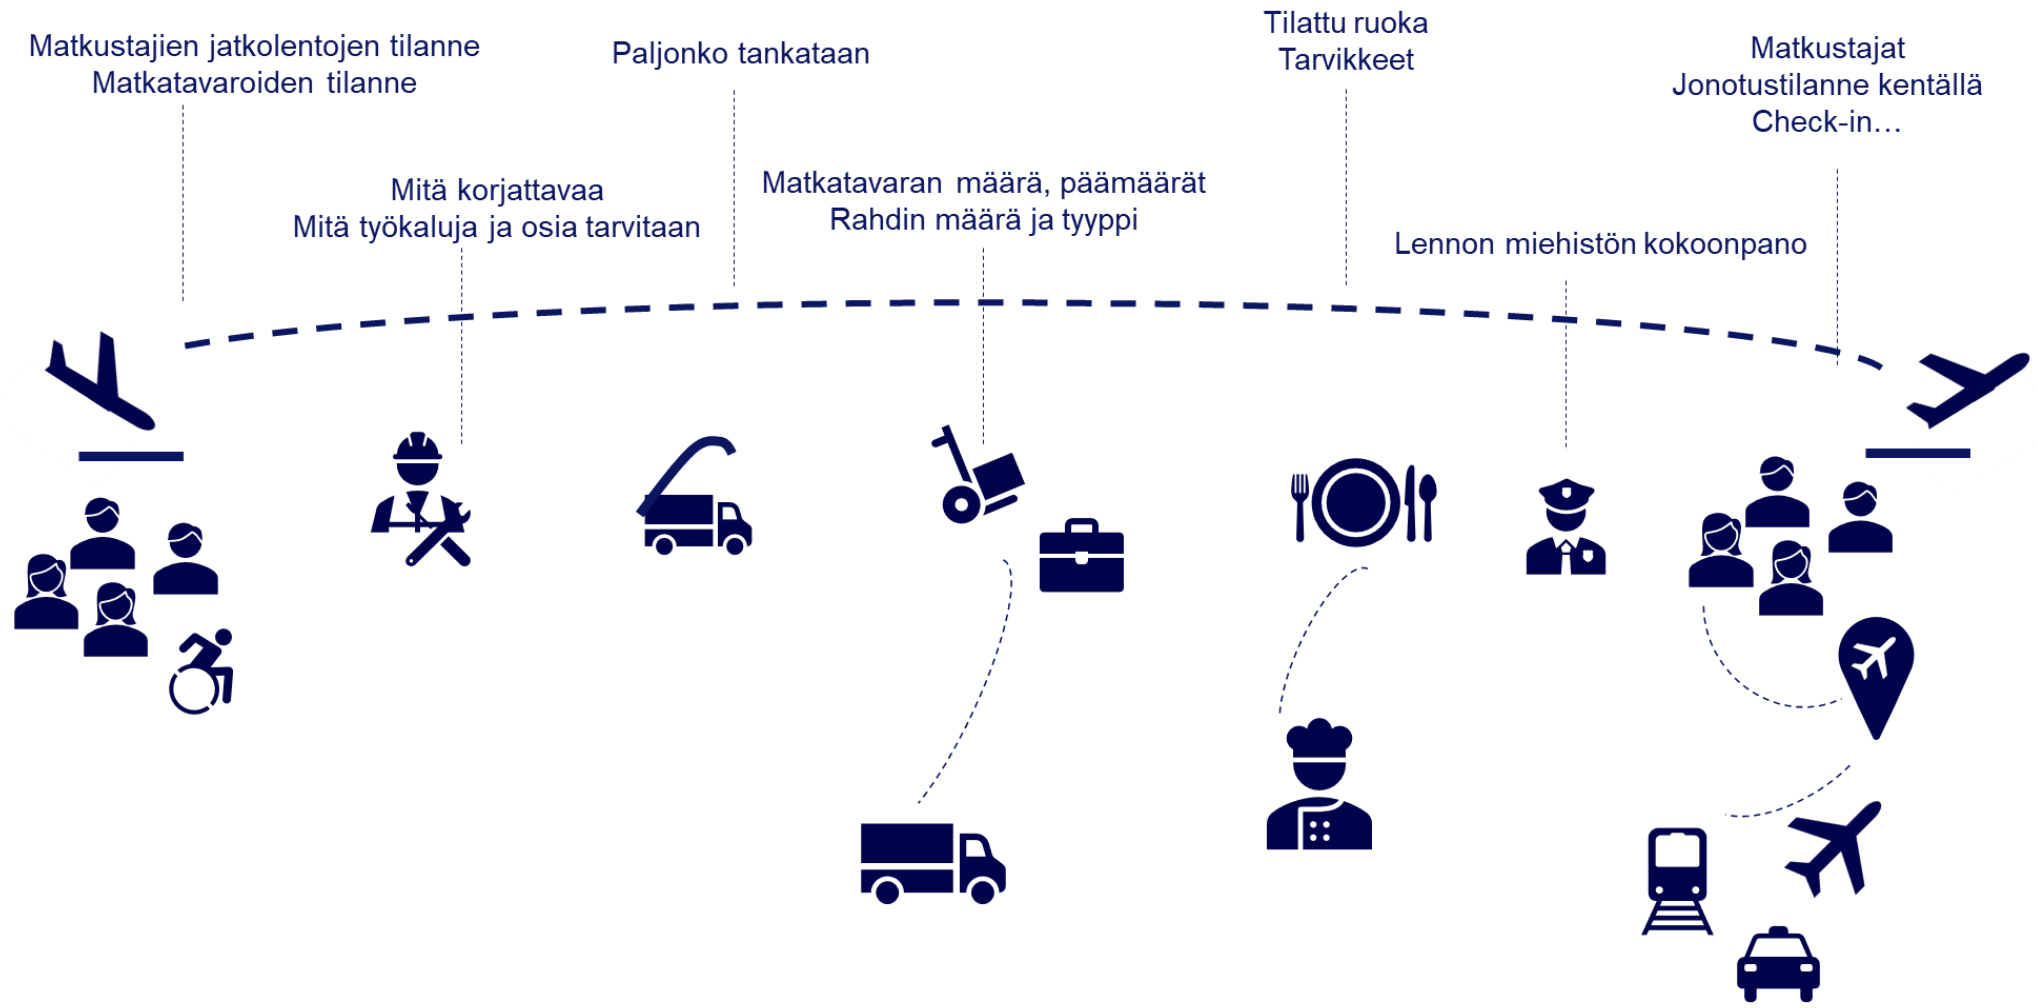 Matkustajien jatkolentojen tilanne
Matkatavaroiden tilanne
Mitä korjattavaa
Mitä työkaluja ja osia tarvitaan
Paljonko tankataan
Matkatavaran määrä, päämäärät
Rahdin määrä ja tyyppi
Tilattu ruoka
Tarvikkeet
Lennon miehistön kokoonpano
Matkustajat
Jonotustilanne kentällä
Check-in…